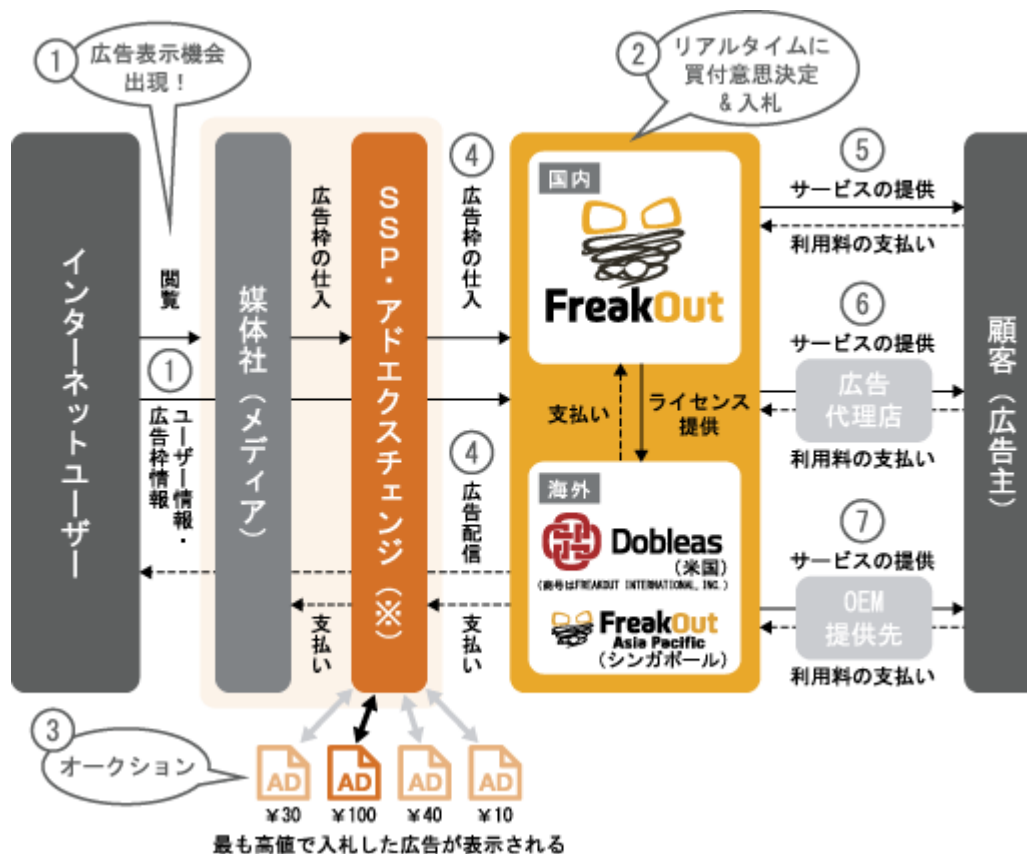 ①
広告表示機会
出現！
②
リアルタイムに
買付意思決定
＆入札
インターネットユーザー
閲覧
①
ユーザー情報・
広告枠情報
媒体社（メディア）
広告枠の仕入
支払い
SSP・アドエクスチェンジ（※）
④
広告枠の仕入
④
広告配信
支払い
国内
FreakOut
支払い
ライセンス
提供
海外
Dobleas
（米国）
（商号はFREAKOUT INTERNATIONAL, INC.）
FreakOut
Asia Pacific
（シンガポール）
⑤
サービスの提供
利用料の支払い
⑥
サービスの提供
広告
代理店
利用料の支払い
⑦
サービスの提供
OEM
提供先
利用料の支払い
顧客（広告主）
③
オークション
AD
AD
AD
AD
¥30
¥100
¥40
¥10
最も高値で入札した広告が表示される